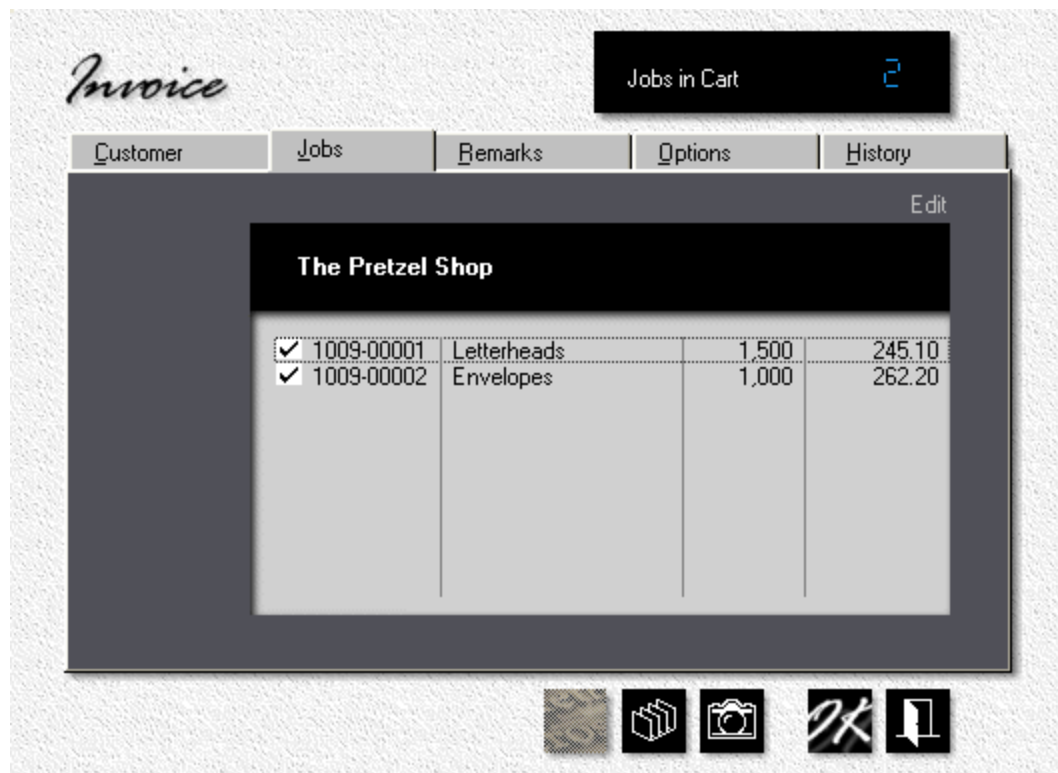 Invoice
Jobs in Cart 2
Customer Jobs Remarks Options History
Edit
The Pretzel Shop
1009-00001 Letterheads 1,500 245.10
1009-00002 Envelopes 1,000 262.20
OK